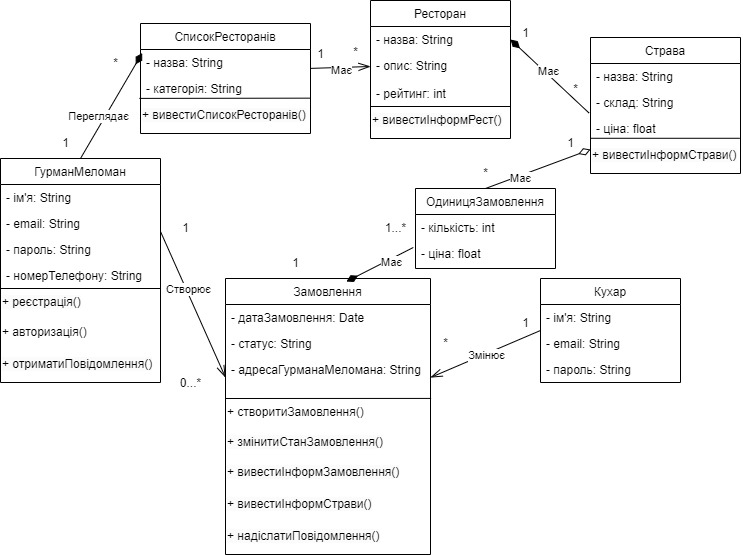 СписокРесторанів
- назва: String
- категорія: String
+ вивестиСписокРесторанів()
Ресторан
- назва: String
- опис: String
- рейтинг: int
+ вивестиІнформРест()
Страва
- назва: String
- склад: String
- ціна: float
+ вивестиІнформСтрави()
1
*
Має
1
*
Має
*
1
Переглядає
ГурманМеломан
- ім'я: String
- email: String
- пароль: String
- номерТелефону: String
+ реєстрація()
+ авторизація()
+ отриматиПовідомлення()
1
*
Має
ОдиницяЗамовлення
- кількість: int
- ціна: float
1
1...*
Має
1
Створює
0...*
Замовлення
- датаЗамовлення: Date
- статус: String
- адресаГурманаМеломана: String
+ створитиЗамовлення()
+ змінитиСтанЗамовлення()
+ вивестиІнформЗамовлення()
+ вивестиІнформСтрави()
+ надіслатиПовідомлення()
1
*
Змінює
Кухар
- ім'я: String
- email: String
- пароль: String